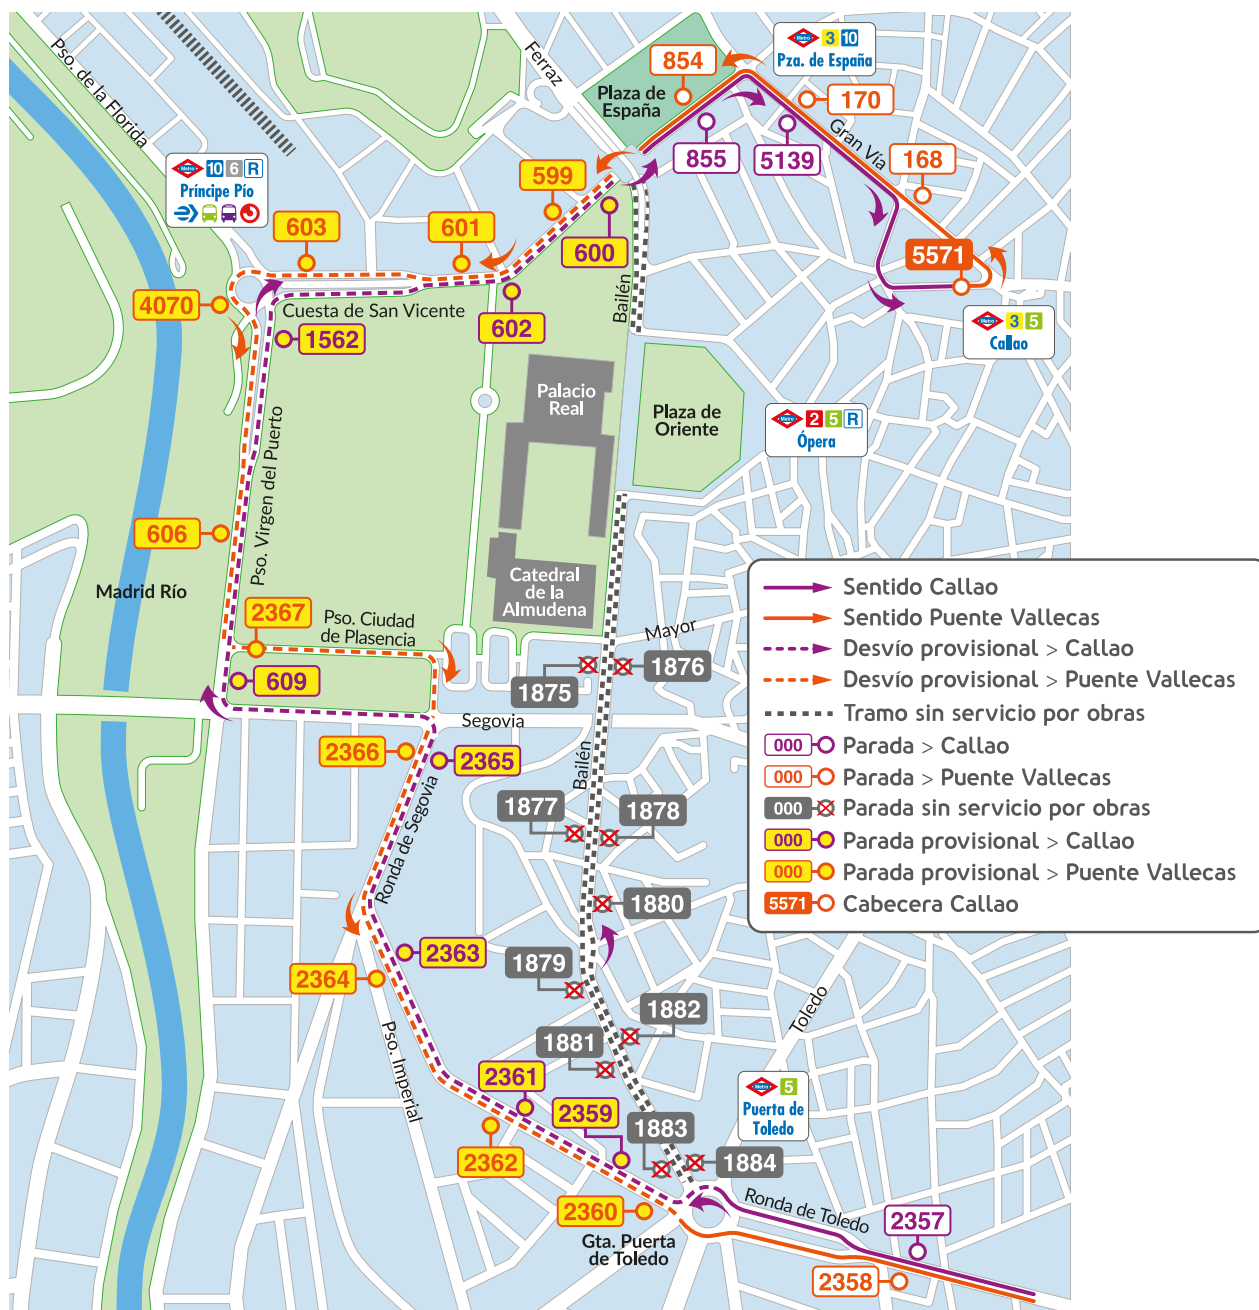 Pso. de la Florida
Ferraz
854
Metro 3 10
Pza. de España
Plaza de
España
170
Gran Vía
855
5139
168
Metro 10 6 R
Príncipe Pío
599
603
601
600
5571
4070
Cuesta de San Vicente
602
Bailén
1562
Metro 3 5
Callao
Palacio
Real
Plaza de
Oriente
Metro 2 5 R
Ópera
Pso. Virgen del Puerto
606
Madrid Río
Catedral
de la
Almudena
2367
Pso. Ciudad
de Plasencia
Mayor
1875
1876
609
Segovia
2366
2365
Bailén
Ronda de Segovia
1877
1878
1880
2363
2364
1879
1882
Toledo
1881
Pso. Imperial
2361
2359
1883
Metro 5
Puerta de
Toledo
2362
1884
2360
Ronda de Toledo
2357
Gta. Puerta
de Toledo
2358
Sentido Callao
Sentido Puente Vallecas
Desvío provisional > Callao
Desvío provisional > Puente Vallecas
Tramo sin servicio por obras
000 Parada > Callao
000 Parada > Puente Vallecas
000 Parada sin servicio por obras
000 Parada provisional > Callao
000 Parada provisional > Puente Vallecas
5571 Cabecera Callao